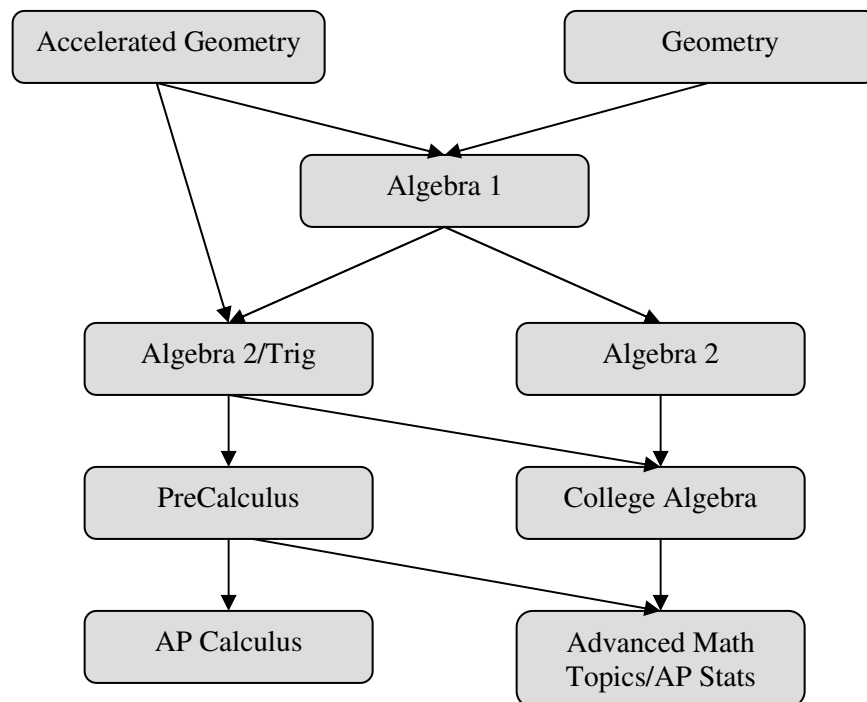 Accelerated Geometry
Geometry
Algebra 1
Algebra 2/Trig
Algebra 2
PreCalculus
College Algebra
AP Calculus
Advanced Math
Topics/AP Stats